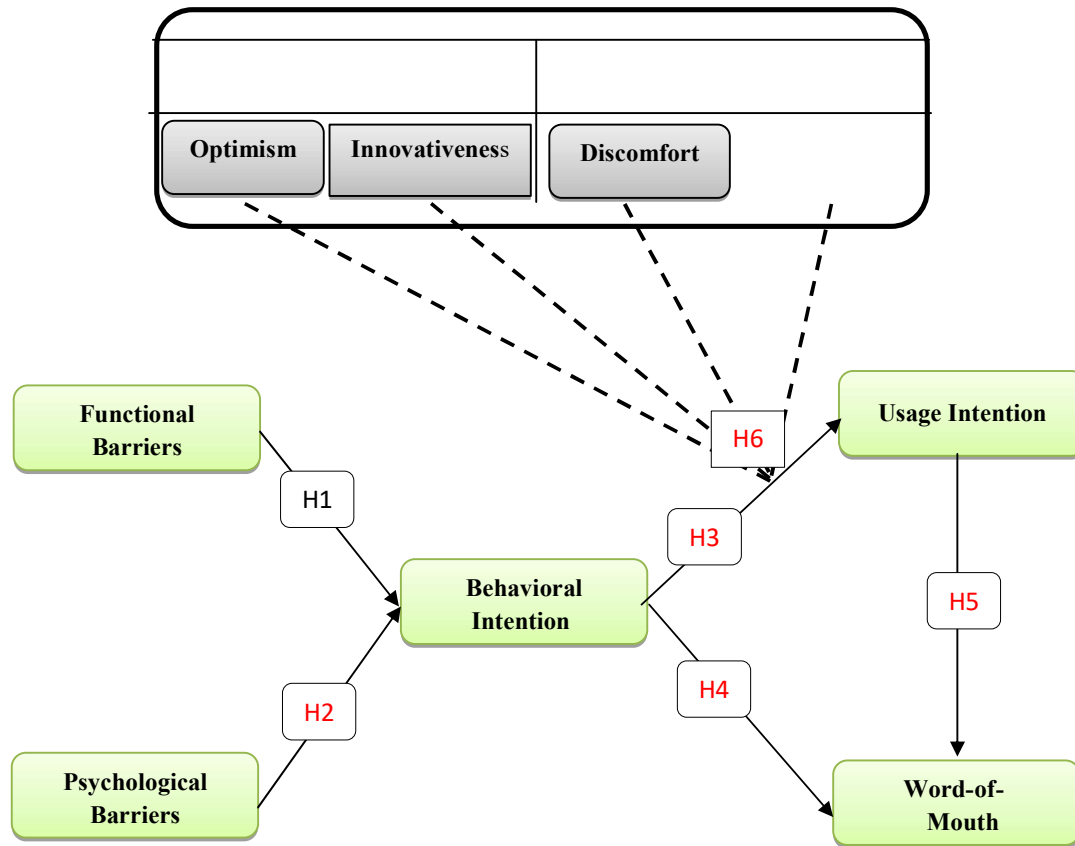 Optimism
Innovativeness
Discomfort
H6
Functional
Barriers
Usage Intention
H1
H3
Behavioral
Intention
H5
H4
H2
Psychological
Barriers
Word-of-
Mouth